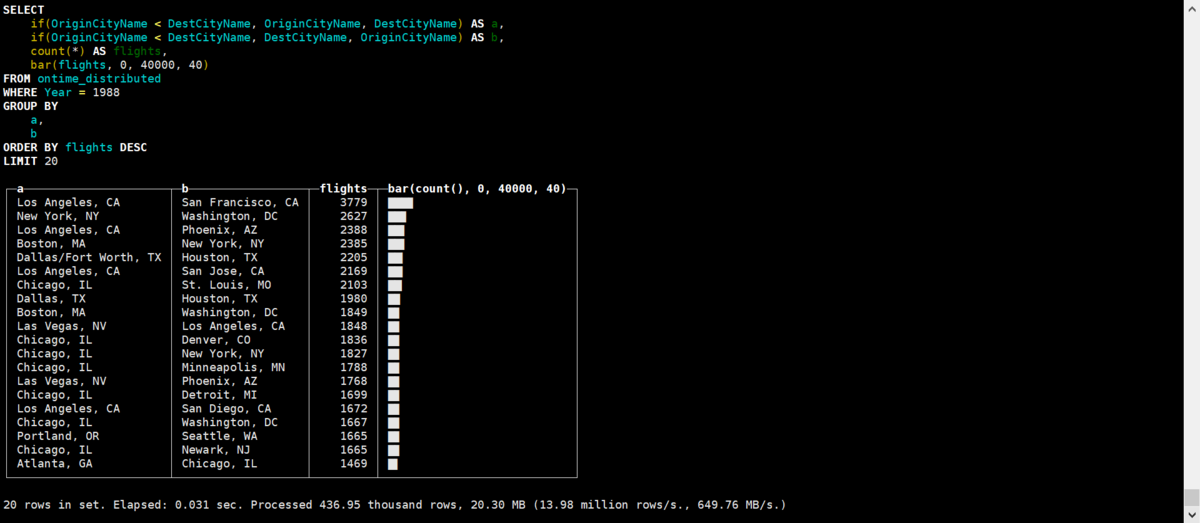 SELECT
    if(OriginCityName < DestCityName, OriginCityName, DestCityName) AS a,
    if(OriginCityName < DestCityName, DestCityName, OriginCityName) AS b,
    count(*) AS flights,
    bar(flights, 0, 40000, 40)
FROM ontime_distributed
WHERE Year = 1988
GROUP BY
    a,
    b
ORDER BY flights DESC
LIMIT 20
a b flights bar(count(), 0, 40000, 40)
Los Angeles, CA San Francisco, CA 3779
New York, NY Washington, DC 2627
Los Angeles, CA Phoenix, AZ 2388
Boston, MA New York, NY 2385
Dallas/Fort Worth, TX Houston, TX 2205
Los Angeles, CA San Jose, CA 2169
Chicago, IL St. Louis, MO 2103
Dallas, TX Houston, TX 1980
Boston, MA Washington, DC 1849
Las Vegas, NV Los Angeles, CA 1848
Chicago, IL Denver, CO 1836
Chicago, IL New York, NY 1827
Chicago, IL Minneapolis, MN 1788
Las Vegas, NV Phoenix, AZ 1768
Chicago, IL Detroit, MI 1699
Los Angeles, CA San Diego, CA 1672
Chicago, IL Washington, DC 1667
Portland, OR Seattle, WA 1665
Chicago, IL Newark, NJ 1665
Atlanta, GA Chicago, IL 1469
20 rows in set. Elapsed: 0.031 sec. Processed 436.95 thousand rows, 20.30 MB (13.98 million rows/s., 649.76 MB/s.)